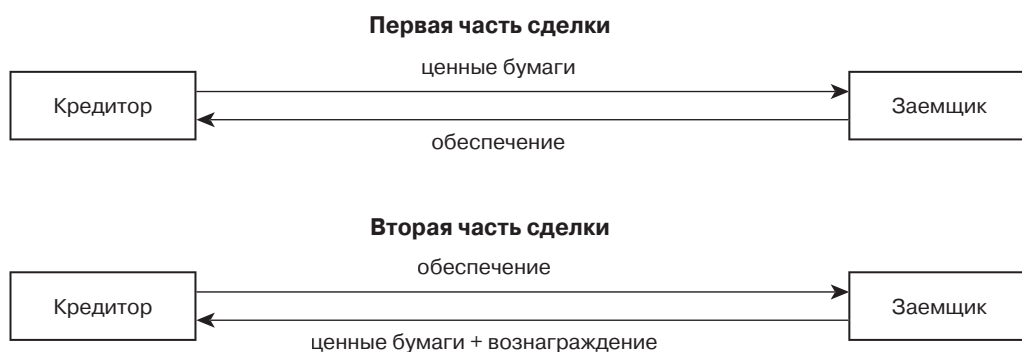 Первая часть сделки
ценные бумаги
Кредитор
Заемщик
обеспечение
Вторая часть сделки
обеспечение
Кредитор
Заемщик
ценные бумаги + вознаграждение